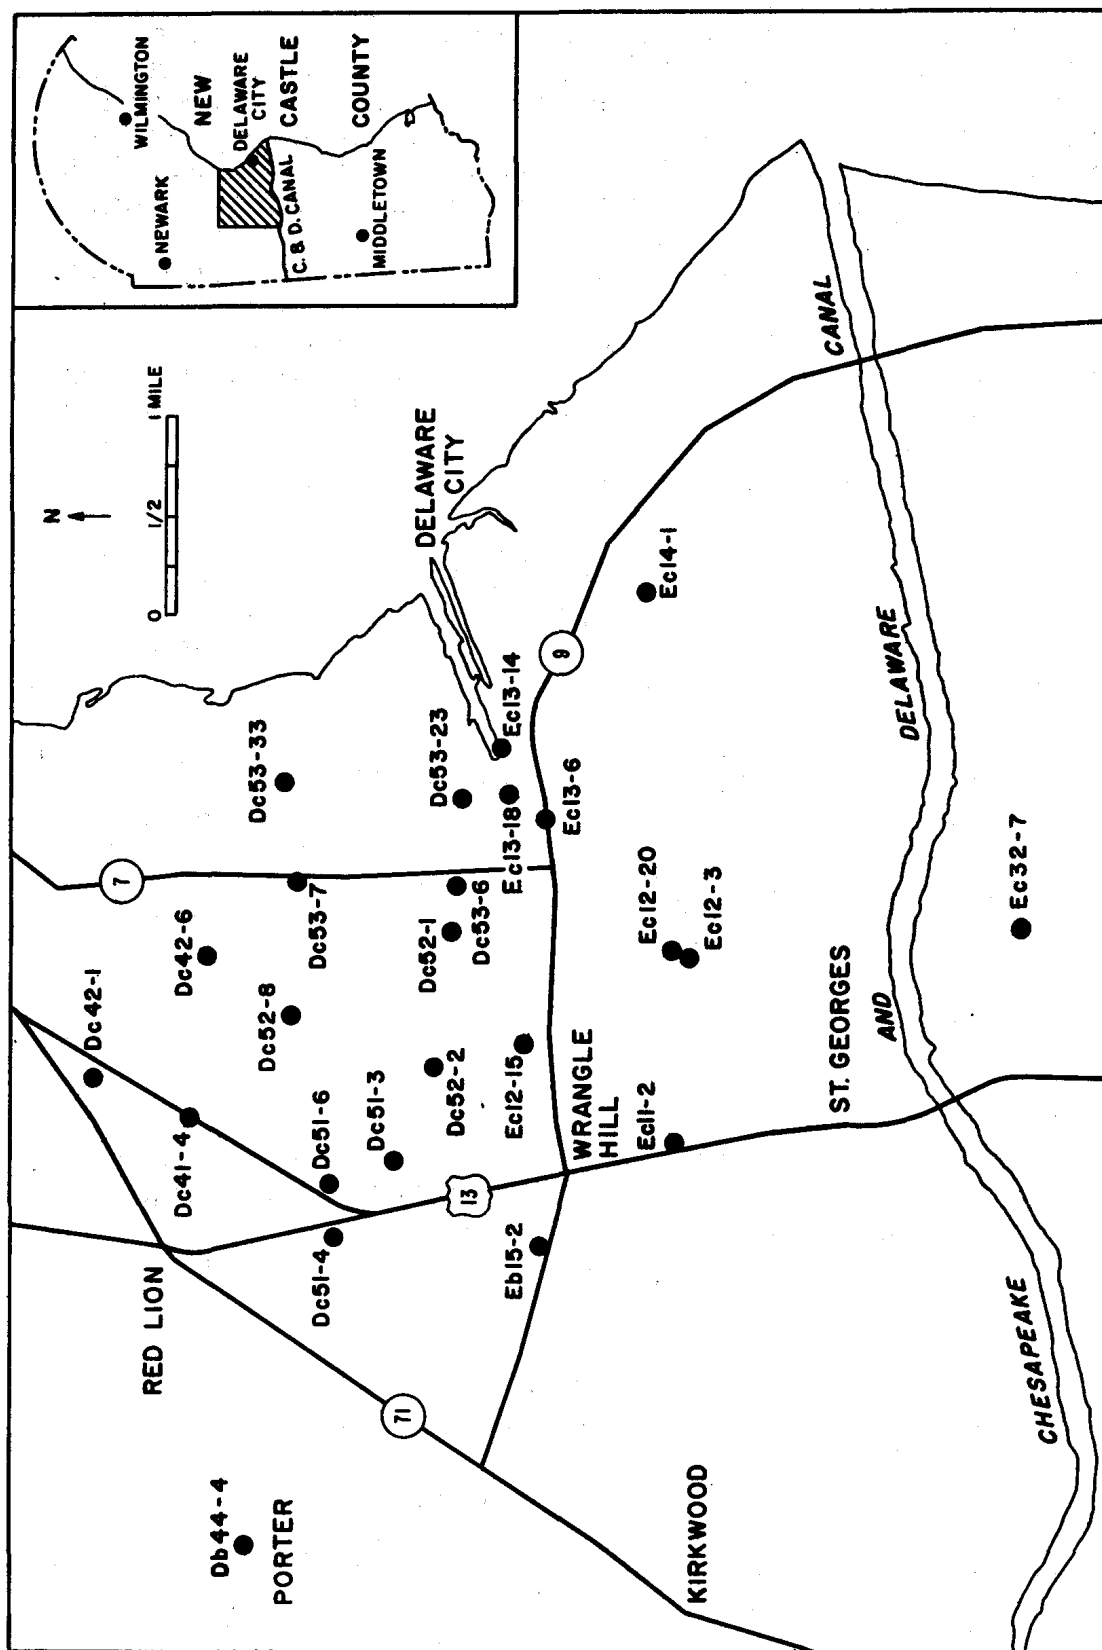 WILMINGTON
NEWARK
NEW
DELAWARE
CITY
CASTLE
C. & D. CANAL
COUNTY
MIDDLETOWN
N
0 1/2 1 MILE
Dc42-1
7
Dc42-6
Dc41-4
RED LION
Db44-4
PORTER
Dc53-33
Dc53-7
Dc52-8
Dc51-6
Dc51-4
Dc51-3
71
DELAWARE
CITY
Dc53-23
Dc52-1
Dc53-6
Dc52-2
13
Ec13-14
Ec13-18
Ec12-15
Eb15-2
9
Ec13-6
WRANGLE
HILL
Ec14-1
Ec12-20
Ec12-3
Ec11-2
KIRKWOOD
ST. GEORGES
CANAL
DELAWARE
AND
CHESAPEAKE
Ec32-7